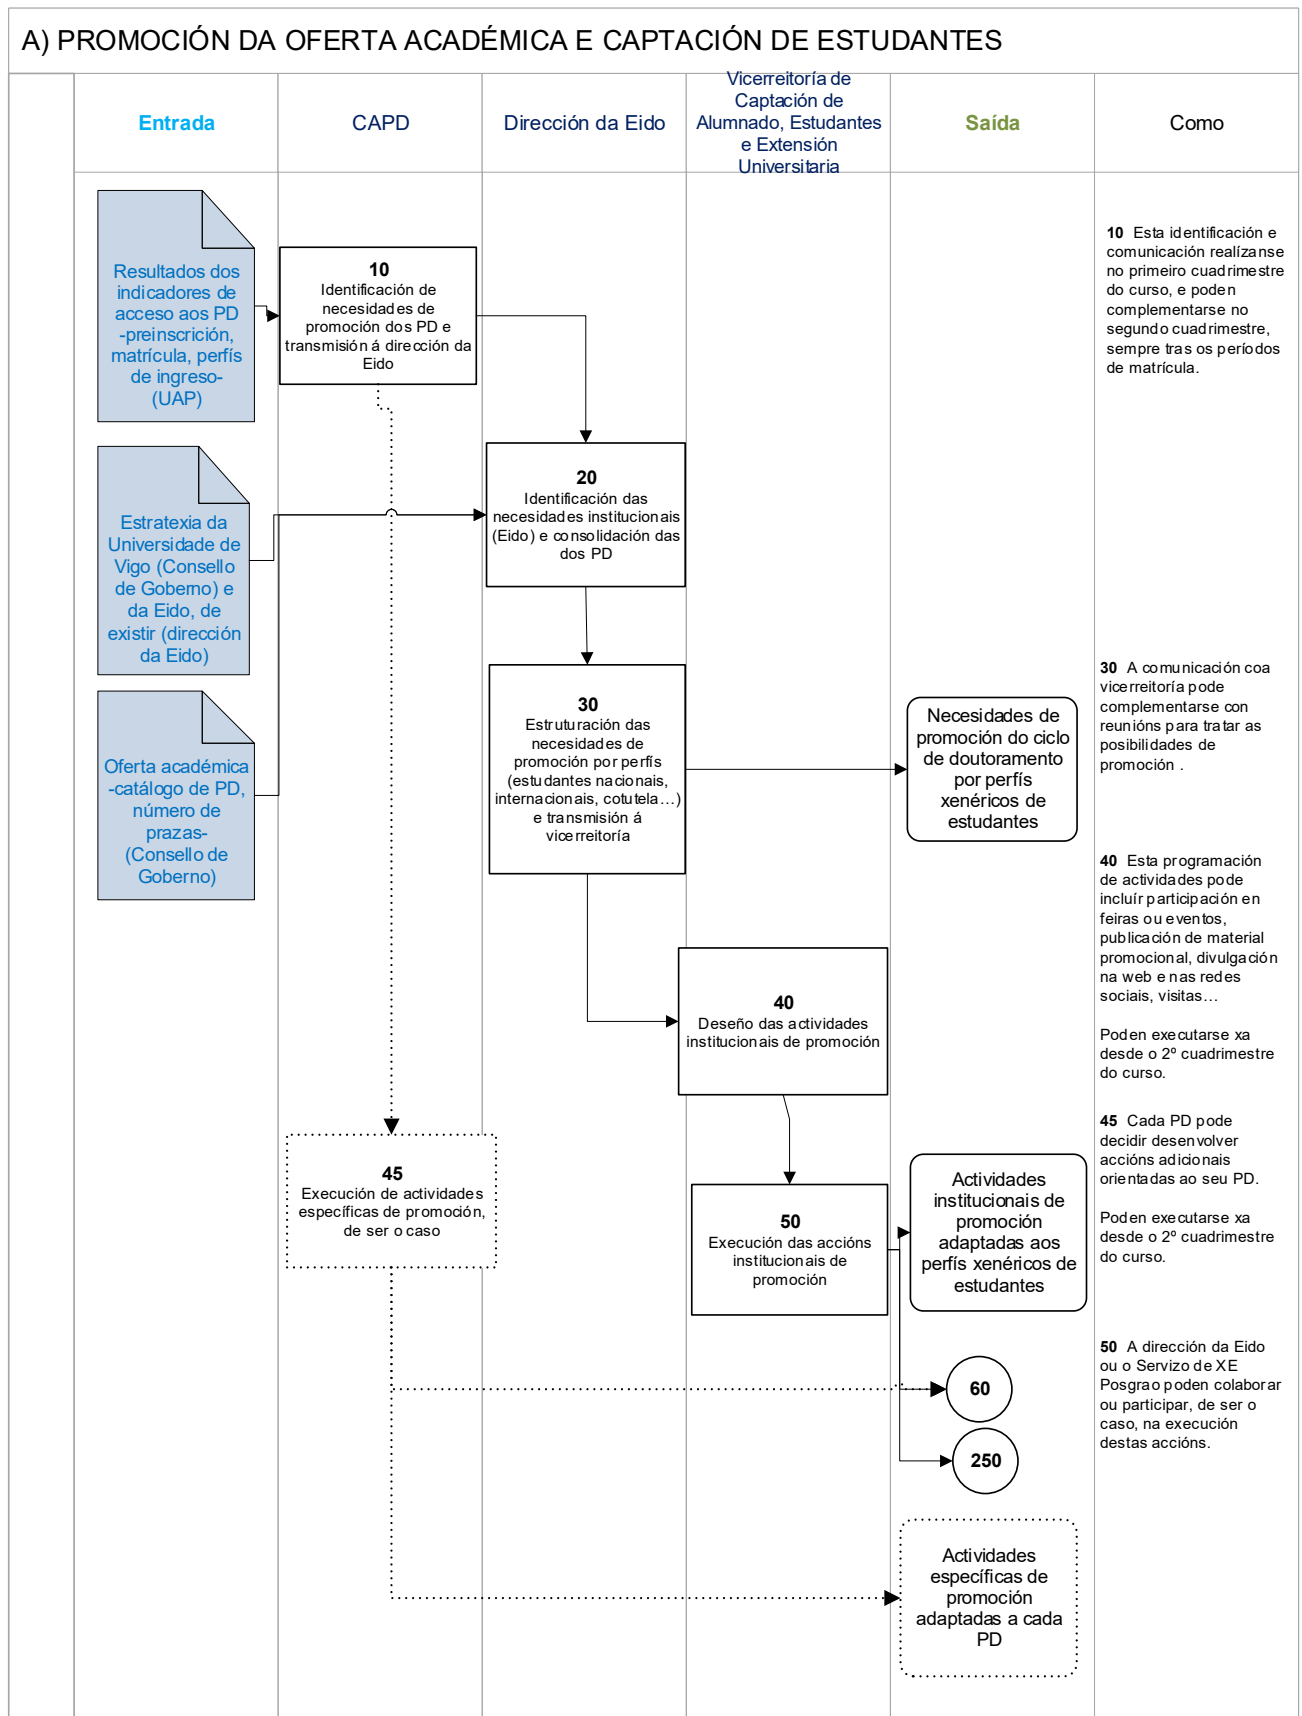 A) PROMOCIÓN DA OFERTA ACADÉMICA E CAPTACIÓN DE ESTUDANTES
Entrada
CAPD
Dirección da Eido
Vicerreitoría de
Captación de
Alumnado, Estudantes
e Extensión
Universitaria
Saída
Como
Resultados dos
indicadores de
acceso aos PD
-preinscrición,
matrícula, perfís
de ingreso-
(UAP)
10
Identificación de
necesidades de
promoción dos PD e
transmisión á dirección da
Eido
10 Esta identificación e
comunicación realízanse
no primeiro cuadrimestre
do curso, e poden
complementarse no
segundo cuadrimestre,
sempre tras os períodos
de matrícula.
Estratexia da
Universidade de
Vigo (Consello
de Goberno) e
da Eido, de
existir (dirección
da Eido)
20
Identificación das
necesidades institucionais
(Eido) e consolidación das
dos PD
Oferta académica
-catálogo de PD,
número de
prazas-
(Consello de
Goberno)
30
Estruturación das
necesidades de
promoción por perfís
(estudantes nacionais,
internacionais, cotutela...)
e transmisión á
vicerreitoría
Necesidades de
promoción do ciclo
de doutoramento
por perfís
xenéricos de
estudantes
30 A comunicación coa
vicerreitoría pode
complementarse con
reunións para tratar as
posibilidades de
promoción .
40
Deseño das actividades
institucionais de promoción
40 Esta programación
de actividades pode
incluír participación en
feiras ou eventos,
publicación de material
promocional, divulgación
na web e nas redes
sociais, visitas...
Poden executarse xa
desde o 2º cuadrimestre
do curso.
45
Execución de actividades
específicas de promoción,
de ser o caso
45 Cada PD pode
decidir desenvolver
accións adicionais
orientadas ao seu PD.
Poden executarse xa
desde o 2º cuadrimestre
do curso.
50
Execución das accións
institucionais de
promoción
Actividades
institucionais de
promoción
adaptadas aos
perfís xenéricos de
estudantes
50 A dirección da Eido
ou o Servizo de XE
Posgrao poden colaborar
ou participar, de ser o
caso, na execución
destas accións.
60
250
Actividades
específicas de
promoción
adaptadas a cada
PD